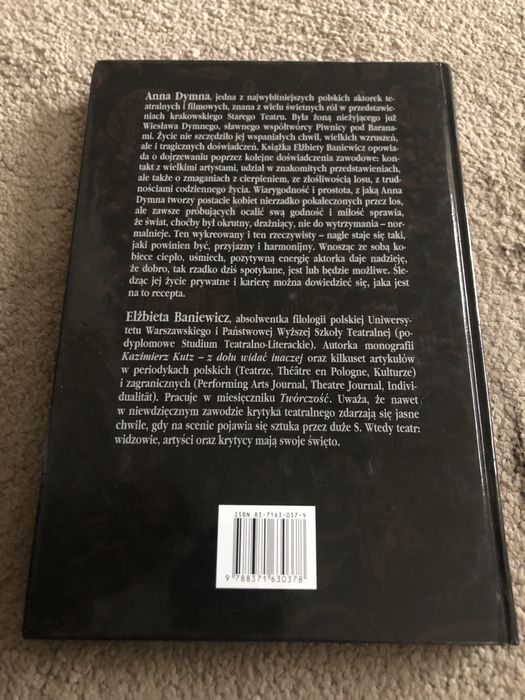 Anna Dymna, jedna z najwybitniejszych polskich aktorek te-
atralnych i filmowych, znana z wielu świetnych ról w przedstawie-
niach krakowskiego Starego Teatru. Była żoną nieżyjącego już
Wiesława Dymnego, sławnego współtwórcy Piwnicy pod Barana-
mi. Życie nie szczędziło jej wspaniałych chwil, wielkich wzruszeń,
ale i tragicznych doświadczeń. Książka Elżbiety Baniewicz opowia-
da o dojrzewaniu poprzez kolejne doświadczenia zawodowe: kon-
takt z wielkimi artystami, udział w znakomitych przedstawieniach,
ale także o zmaganiach z cierpieniem, ze złośliwością losu, z trud-
nościami codziennego życia. Wiarygodność i prostota, z jaką Anna
Dymna tworzy postacie kobiet nierzadko pokaleczonych przez los,
ale zawsze próbujących ocalić swą godność i miłość sprawia,
że świat, choćby był okrutny, drażniący, nie do wytrzymania – nor-
malnieje. Ten wykreowany i ten rzeczywisty – nagle staje się taki,
jaki powinien być, przyjazny i harmonijny. Wnosząc ze sobą ko-
biece ciepło, uśmiech, pozytywną energię aktorka daje nadzieję,
że dobro, tak rzadko dziś spotykane, jest lub będzie możliwe. Śle-
dząc jej życie prywatne i karierę można dowiedzieć się, jaka jest
na to recepta.
Elżbieta Baniewicz, absolwentka filologii polskiej Uniwersy-
tetu Warszawskiego i Państwowej Wyższej Szkoły Teatralnej (po-
dyplomowe Studium Teatralno-Literackie). Autorka monografii
Kazimierz Kutz – z dołu widać inaczej oraz kilkuset artykułów
w periodykach polskich (Teatrze, Théâtre en Pologne, Kulturze)
i zagranicznych (Performing Arts Journal, Theatre Journal, Indivi-
dualität). Pracuje w miesięczniku Twórczość. Uważa, że nawet
w niewdzięcznym zawodzie krytyka teatralnego zdarzają się jasne
chwile, gdy na scenie pojawia się sztuka przez duże S. Wtedy teatr:
widzowie, artyści oraz krytycy mają swoje święto.
ISBN 83-7163-037-9
9 788371 630378